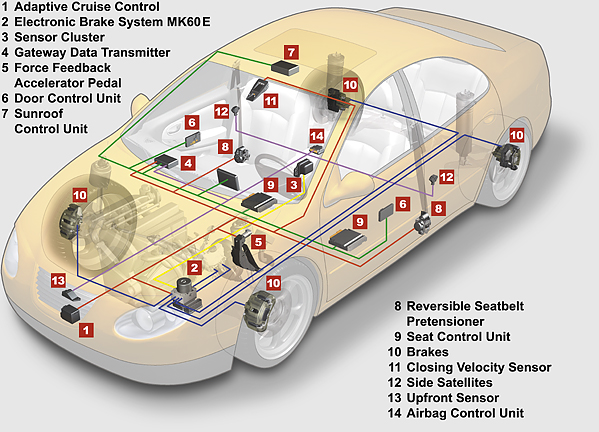 1 Adaptive Cruise Control
2 Electronic Brake System MK60E
3 Sensor Cluster
4 Gateway Data Transmitter
5 Force Feedback
Accelerator Pedal
6 Door Control Unit
7 Sunroof
Control Unit
7
10
11
12
6
14
10
8
4
3
12
9
10
6
8
9
5
2
13
10
1
8 Reversible Seatbelt
Pretensioner
9 Seat Control Unit
10 Brakes
11 Closing Velocity Sensor
12 Side Satellites
13 Upfront Sensor
14 Airbag Control Unit